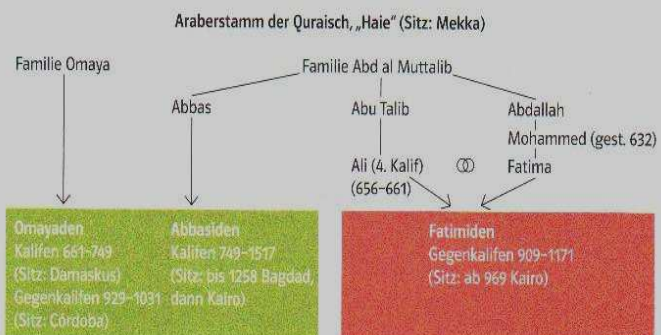 Araberstamm der Quraisch, „Haie" (Sitz: Mekka)
Familie Omaya
Familie Abd al Muttalib
Abbas
Abu Talib
Abdallah
Mohammed (gest. 632)
Ali (4. Kalif)
(656–661)
Fatima
Omayaden
Kalifen 661–749
(Sitz: Damaskus)
Gegenkalifen 929–1031
(Sitz: Córdoba)
Abbasiden
Kalifen 749–1517
(Sitz: bis 1258 Bagdad,
dann Kairo)
Fatimiden
Gegenkalifen 909–1171
(Sitz: ab 969 Kairo)